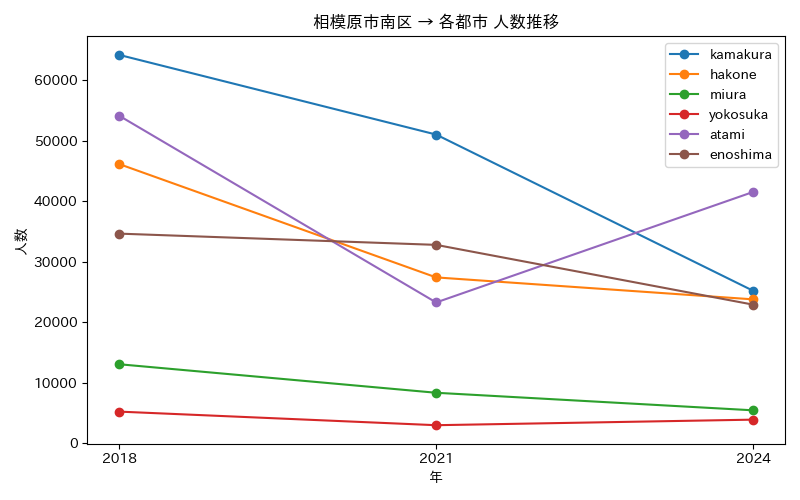 相模原市南区 → 各都市 人数推移
人数
60000
50000
40000
30000
20000
10000
0
kamakura
hakone
miura
yokosuka
atami
enoshima
2018 2021 2024
年